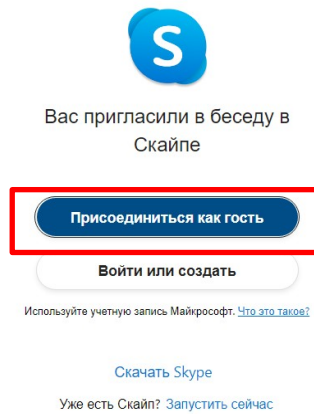 S
Вас пригласили в беседу в
Скайпе
Присоединиться как гость
Войти или создать
Используйте учетную запись Майкрософт. Что это такое?
Скачать Skype
Уже есть Скайп? Запустить сейчас